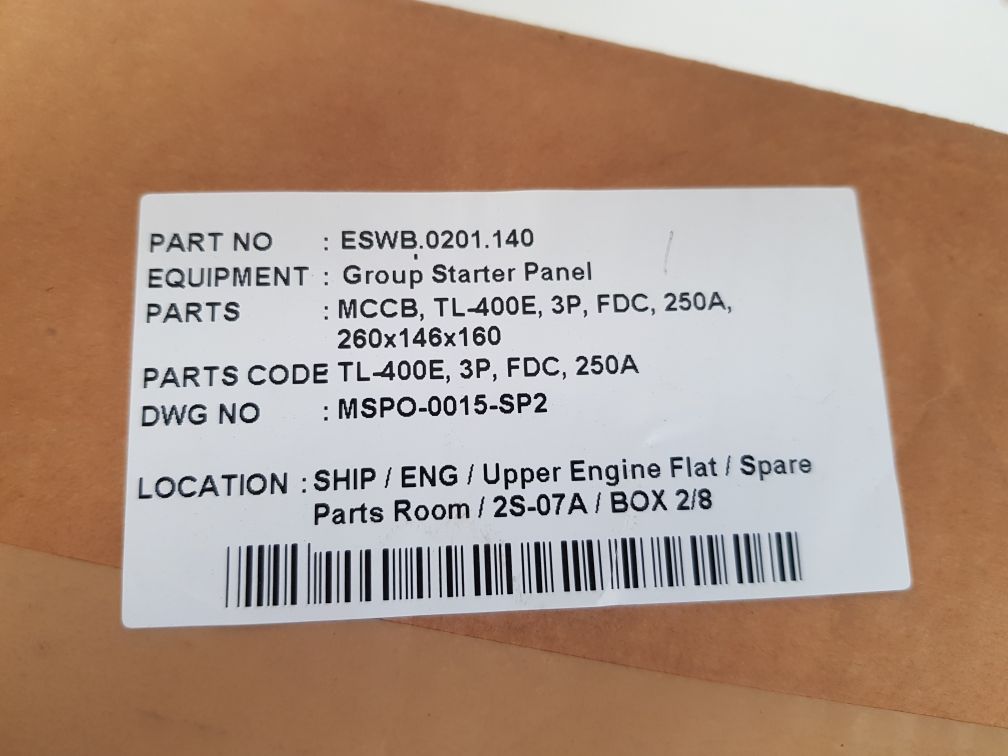 PART NO : ESWB.0201.140
EQUIPMENT : Group Starter Panel
PARTS : MCCB, TL-400E, 3P, FDC, 250A,
260x146x160
PARTS CODE TL-400E, 3P, FDC, 250A
DWG NO : MSPO-0015-SP2
LOCATION : SHIP / ENG / Upper Engine Flat / Spare
Parts Room / 2S-07A / BOX 2/8